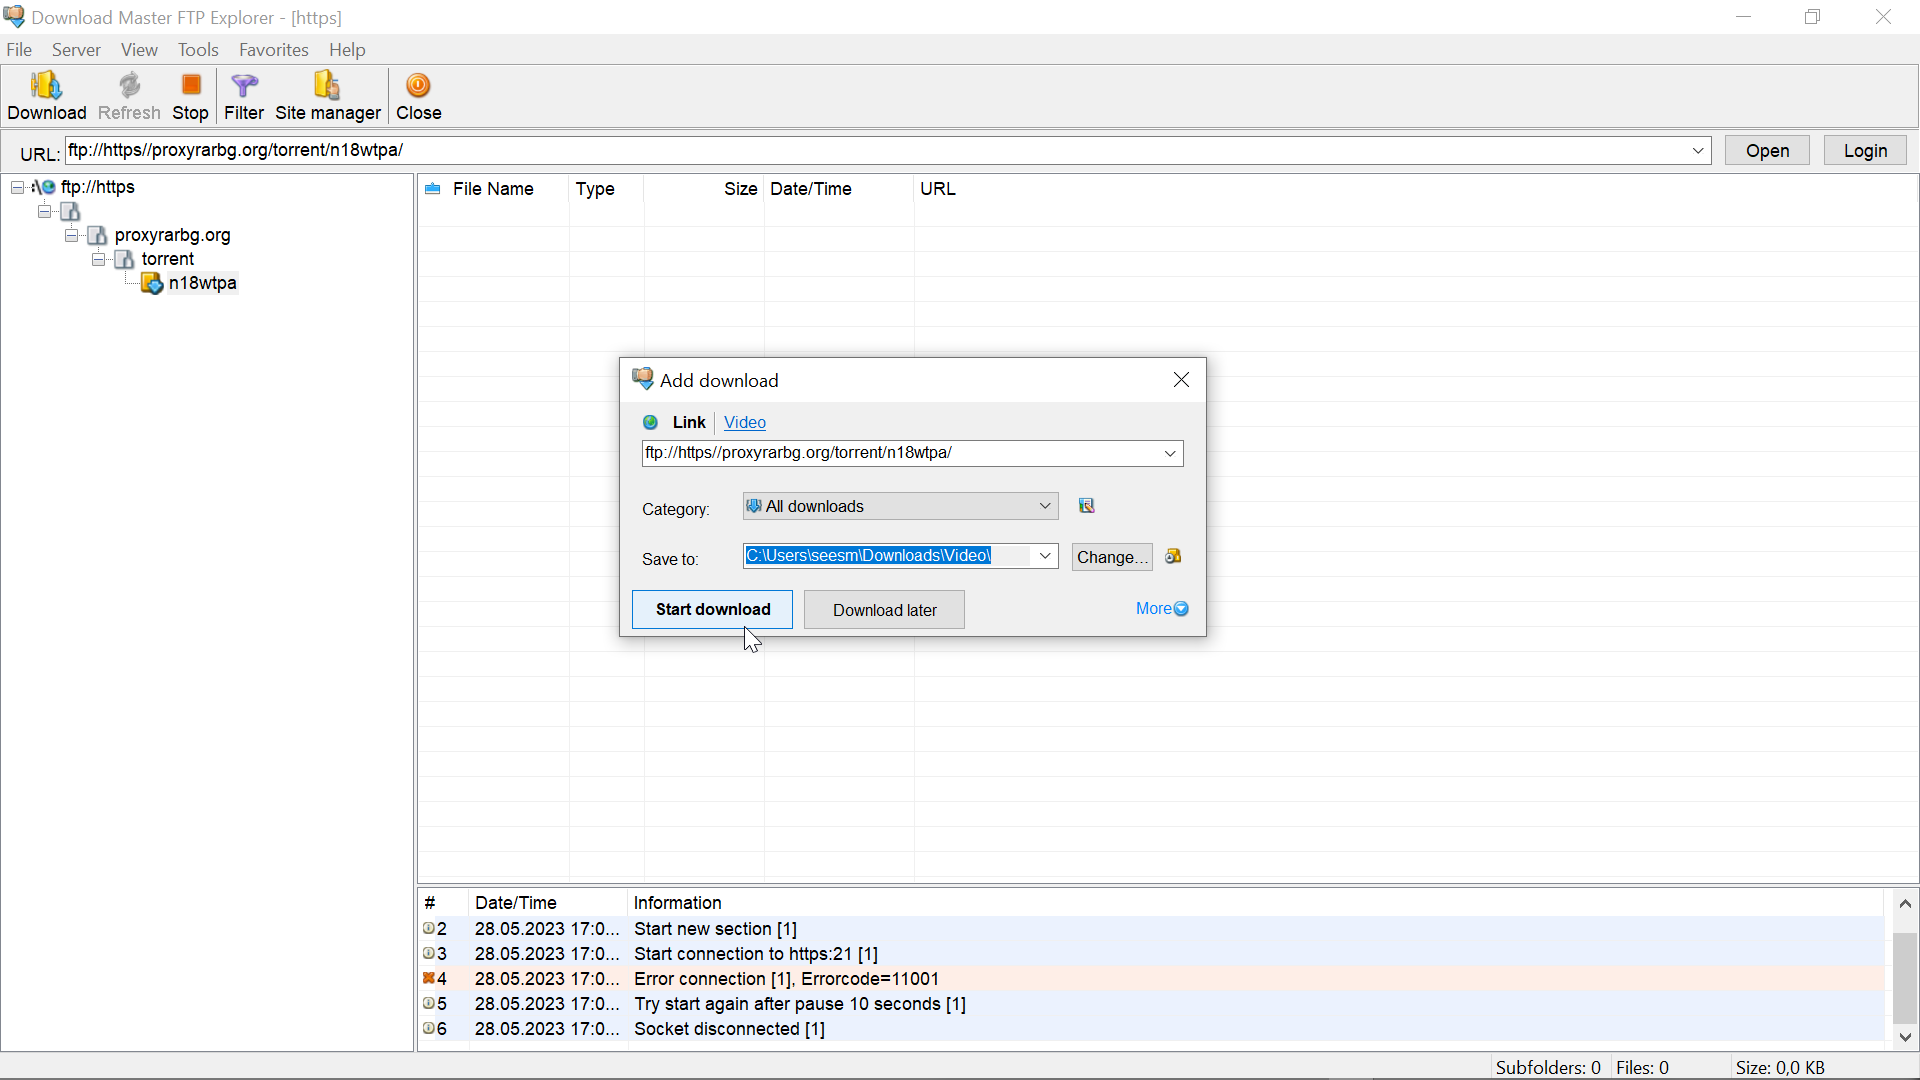 Download Master FTP Explorer - [https]
File Server View Tools Favorites Help
Download Refresh Stop Filter Site manager Close
URL: ftp://https//proxyrarbg.org/torrent/n18wtpa/ Open Login
ftp://https
proxyrarbg.org
torrent
n18wtpa
File Name Type Size Date/Time URL
Add download
Link Video
ftp://https//proxyrarbg.org/torrent/n18wtpa/
Category: All downloads
Save to: C:\Users\seesm\Downloads\Video\ Change...
Start download Download later More
# Date/Time Information
2 28.05.2023 17:0... Start new section [1]
3 28.05.2023 17:0... Start connection to https:21 [1]
4 28.05.2023 17:0... Error connection [1], Errorcode=11001
5 28.05.2023 17:0... Try start again after pause 10 seconds [1]
6 28.05.2023 17:0... Socket disconnected [1]
Subfolders: 0 Files: 0 Size: 0,0 KB